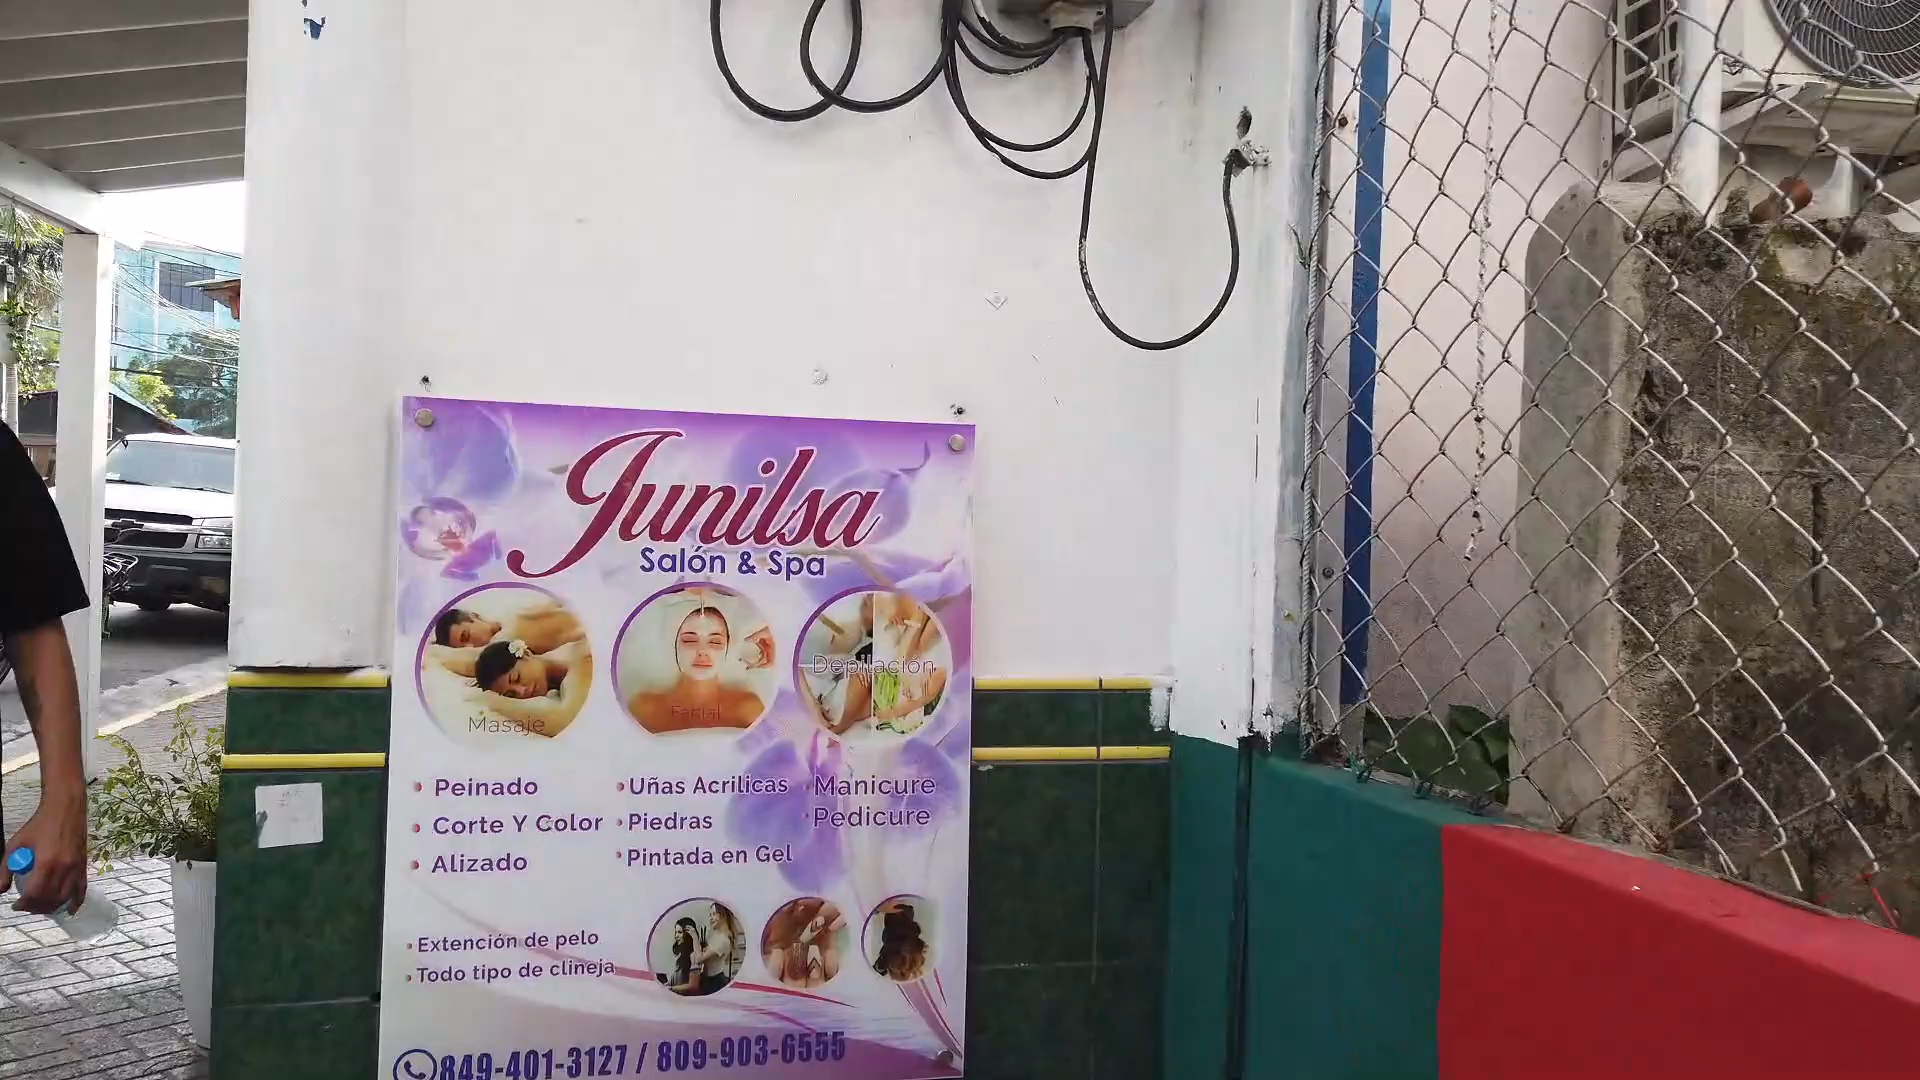 Junilsa
Salón & Spa
Masaje
Facial
Depilación
• Peinado
• Corte Y Color
• Alizado
• Uñas Acrilicas
• Piedras
• Pintada en Gel
• Manicure
• Pedicure
• Extención de pelo
• Todo tipo de clineja
849-401-3127 / 809-903-6555